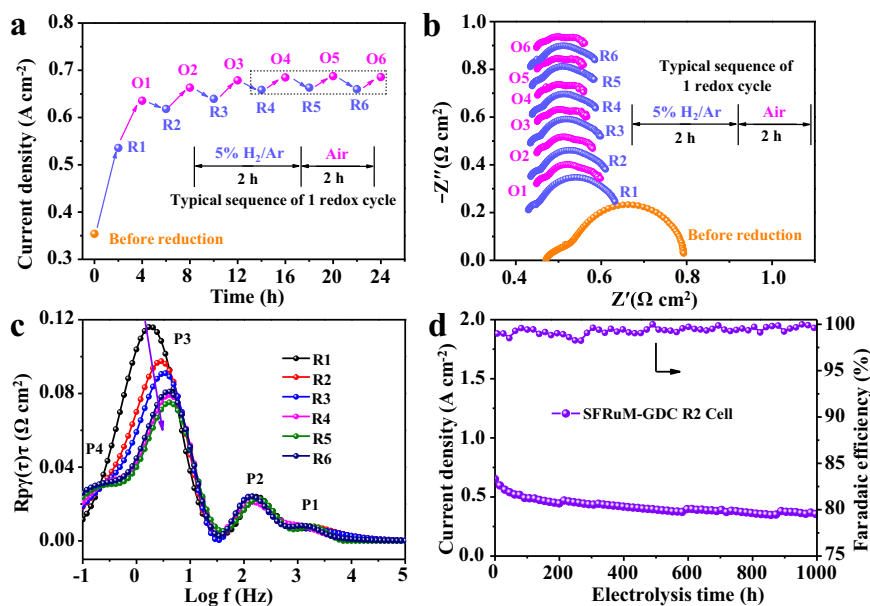 a
Current density (A cm⁻²)
0.8
0.7
0.6
0.5
0.4
0.3
O1
O2
O3
O4
O5
O6
R1
R2
R3
R4
R5
R6
5% H₂/Ar
Air
2 h
2 h
Typical sequence of 1 redox cycle
Before reduction
0 4 8 12 16 20 24
Time (h)
b
−Z″(Ω cm²)
1.0
0.8
0.6
0.4
0.2
0.0
O6
O5
O4
O3
O2
O1
R6
R5
R4
R3
R2
R1
Typical sequence of
1 redox cycle
5% H₂/Ar
Air
2 h
2 h
Before reduction
0.4 0.6 0.8 1.0
Z′(Ω cm²)
c
Rpγ(τ)τ (Ω cm²)
0.12
0.08
0.04
0.00
P3
P4
P2
P1
R1
R2
R3
R4
R5
R6
-1 0 1 2 3 4 5
Log f (Hz)
d
Current density (A cm⁻²)
2.0
1.5
1.0
0.5
0.0
SFRuM-GDC R2 Cell
100
95
90
85
80
75
Faradaic efficiency (%)
0 200 400 600 800 1000
Electrolysis time (h)